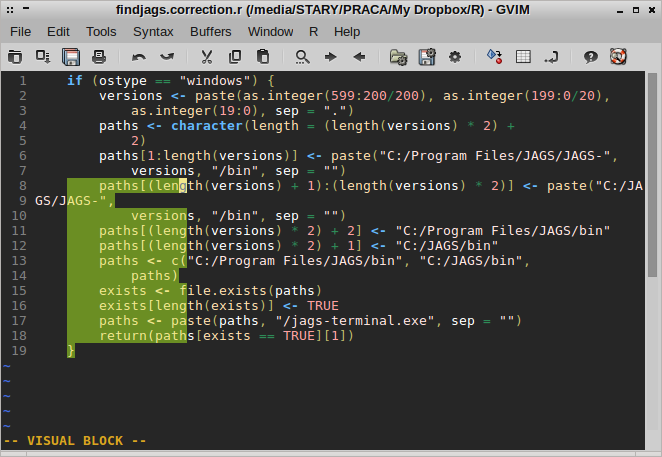 findjags.correction.r (/media/STARY/PRACA/My Dropbox/R) - GVIM
File Edit Tools Syntax Buffers Window R Help
1 if (ostype == "windows") {
2 versions <- paste(as.integer(599:200/200), as.integer(199:0/20),
3 as.integer(19:0), sep = ".")
4 paths <- character(length = (length(versions) * 2) +
5 2)
6 paths[1:length(versions)] <- paste("C:/Program Files/JAGS/JAGS-",
7 versions, "/bin", sep = "")
8 paths[(length(versions) + 1):(length(versions) * 2)] <- paste("C:/JA
9 GS/JAGS-",
10 versions, "/bin", sep = "")
11 paths[(length(versions) * 2) + 2] <- "C:/Program Files/JAGS/bin"
12 paths[(length(versions) * 2) + 1] <- "C:/JAGS/bin"
13 paths <- c("C:/Program Files/JAGS/bin", "C:/JAGS/bin",
14 paths)
15 exists <- file.exists(paths)
16 exists[length(exists)] <- TRUE
17 paths <- paste(paths, "/jags-terminal.exe", sep = "")
18 return(paths[exists == TRUE][1])
19 }
~
~
~
~
~
-- VISUAL BLOCK --